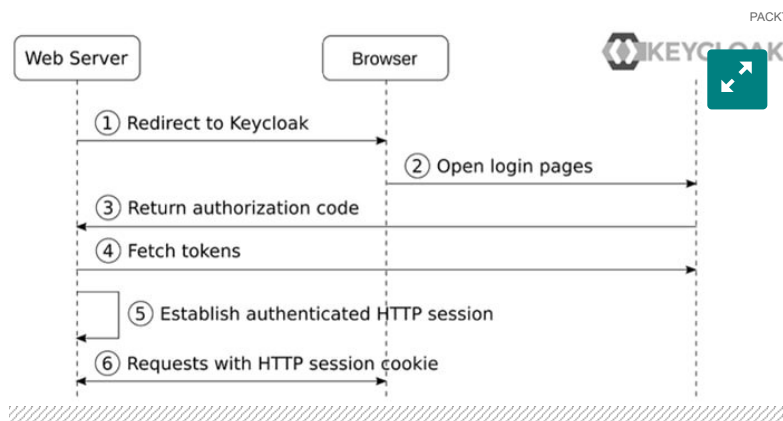 PACKT
Web Server
Browser
KEYCLOAK
① Redirect to Keycloak
② Open login pages
③ Return authorization code
④ Fetch tokens
⑤ Establish authenticated HTTP session
⑥ Requests with HTTP session cookie